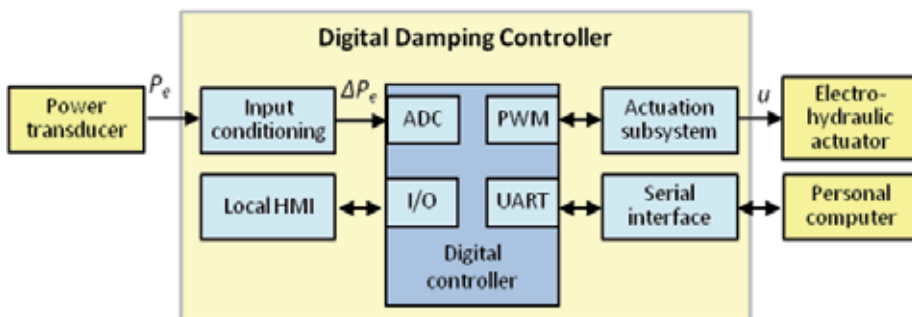 Digital Damping Controller
Pₑ
Power
transducer
Input
conditioning
ΔPₑ
ADC
PWM
Actuation
subsystem
u
Electro-
hydraulic
actuator
Local HMI
I/O
UART
Serial
interface
Personal
computer
Digital
controller